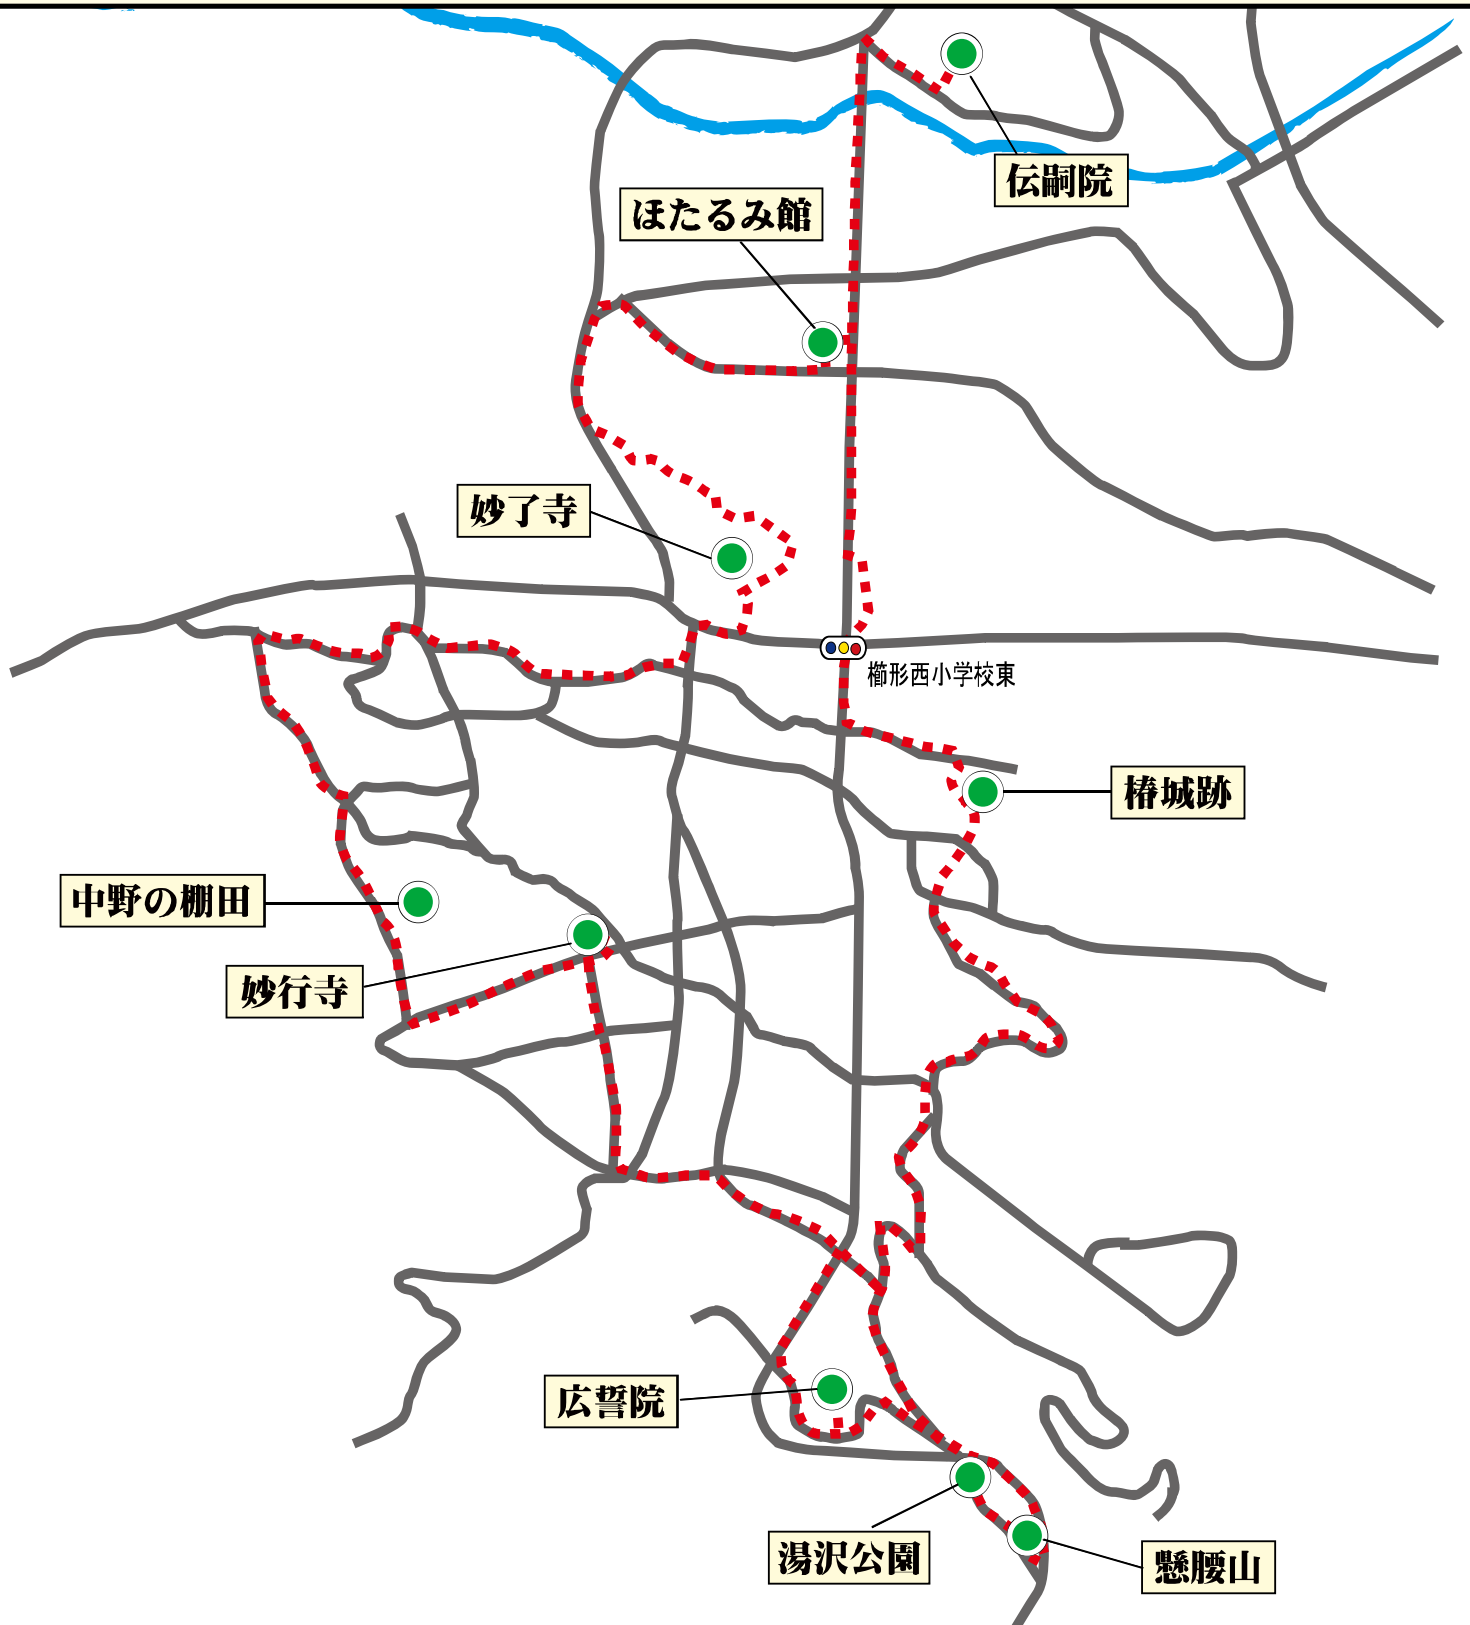 伝嗣院
ほたるみ館
妙了寺
櫛形西小学校東
椿城跡
中野の棚田
妙行寺
広誓院
湯沢公園
懸腰山